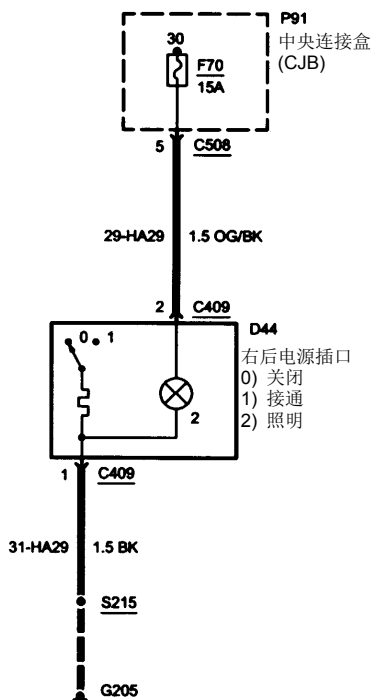 P91
中央连接盒
(CJB)
30
F70
15A
5 C508
29-HA29 1.5 OG/BK
2 C409
D44
右后电源插口
0) 关闭
1) 接通
2) 照明
0 1
2
1 C409
31-HA29 1.5 BK
S215
G205